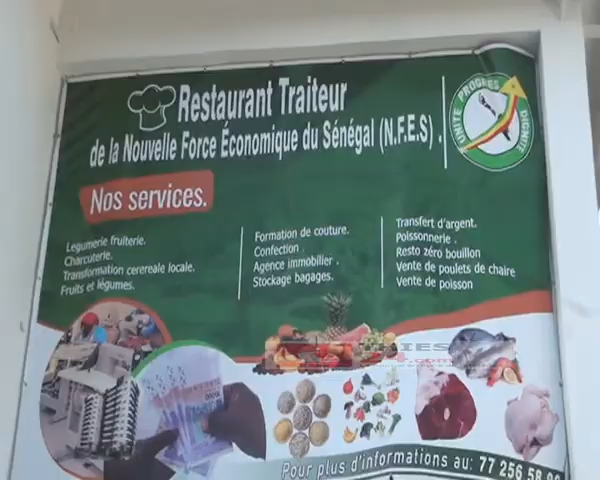 Restaurant Traiteur
de la Nouvelle Force Économique du Sénégal (N.F.E.S) .
UNITE PROGRES DIGNITE
Nos services.
Legumerie fruiterie.
Charcuterie.
Transformation cerereale locale.
Fruits et légumes.
Formation de couture.
Confection .
Agence immobilier .
Stockage bagages.
Transfert d'argent.
Poissonnerie .
Resto zéro bouillon
Vente de poulets de chaire
Vente de poisson
Pour plus d'informations au: 77 256 58